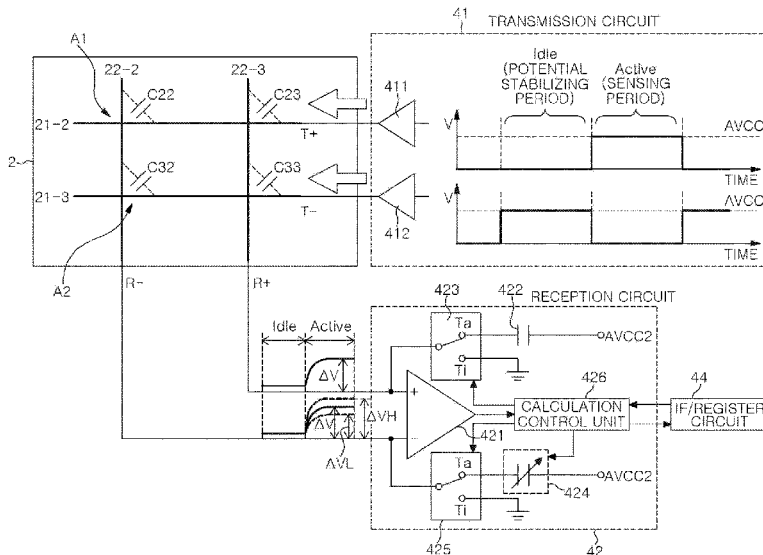 41
TRANSMISSION CIRCUIT
A1
22-2
22-3
Idle
(POTENTIAL
STABILIZING
PERIOD)
Active
(SENSING
PERIOD)
C22
C23
411
21-2
T+
V
AVCC
TIME
2
C32
C33
21-3
T-
412
V
AVCC
TIME
A2
R-
R+
RECEPTION CIRCUIT
423
422
Idle
Active
Ta
Ti
AVCC2
ΔV
ΔV
ΔVH
ΔVL
+
-
421
426
CALCULATION
CONTROL UNIT
44
IF/REGISTER
CIRCUIT
Ta
Ti
AVCC2
424
425
42